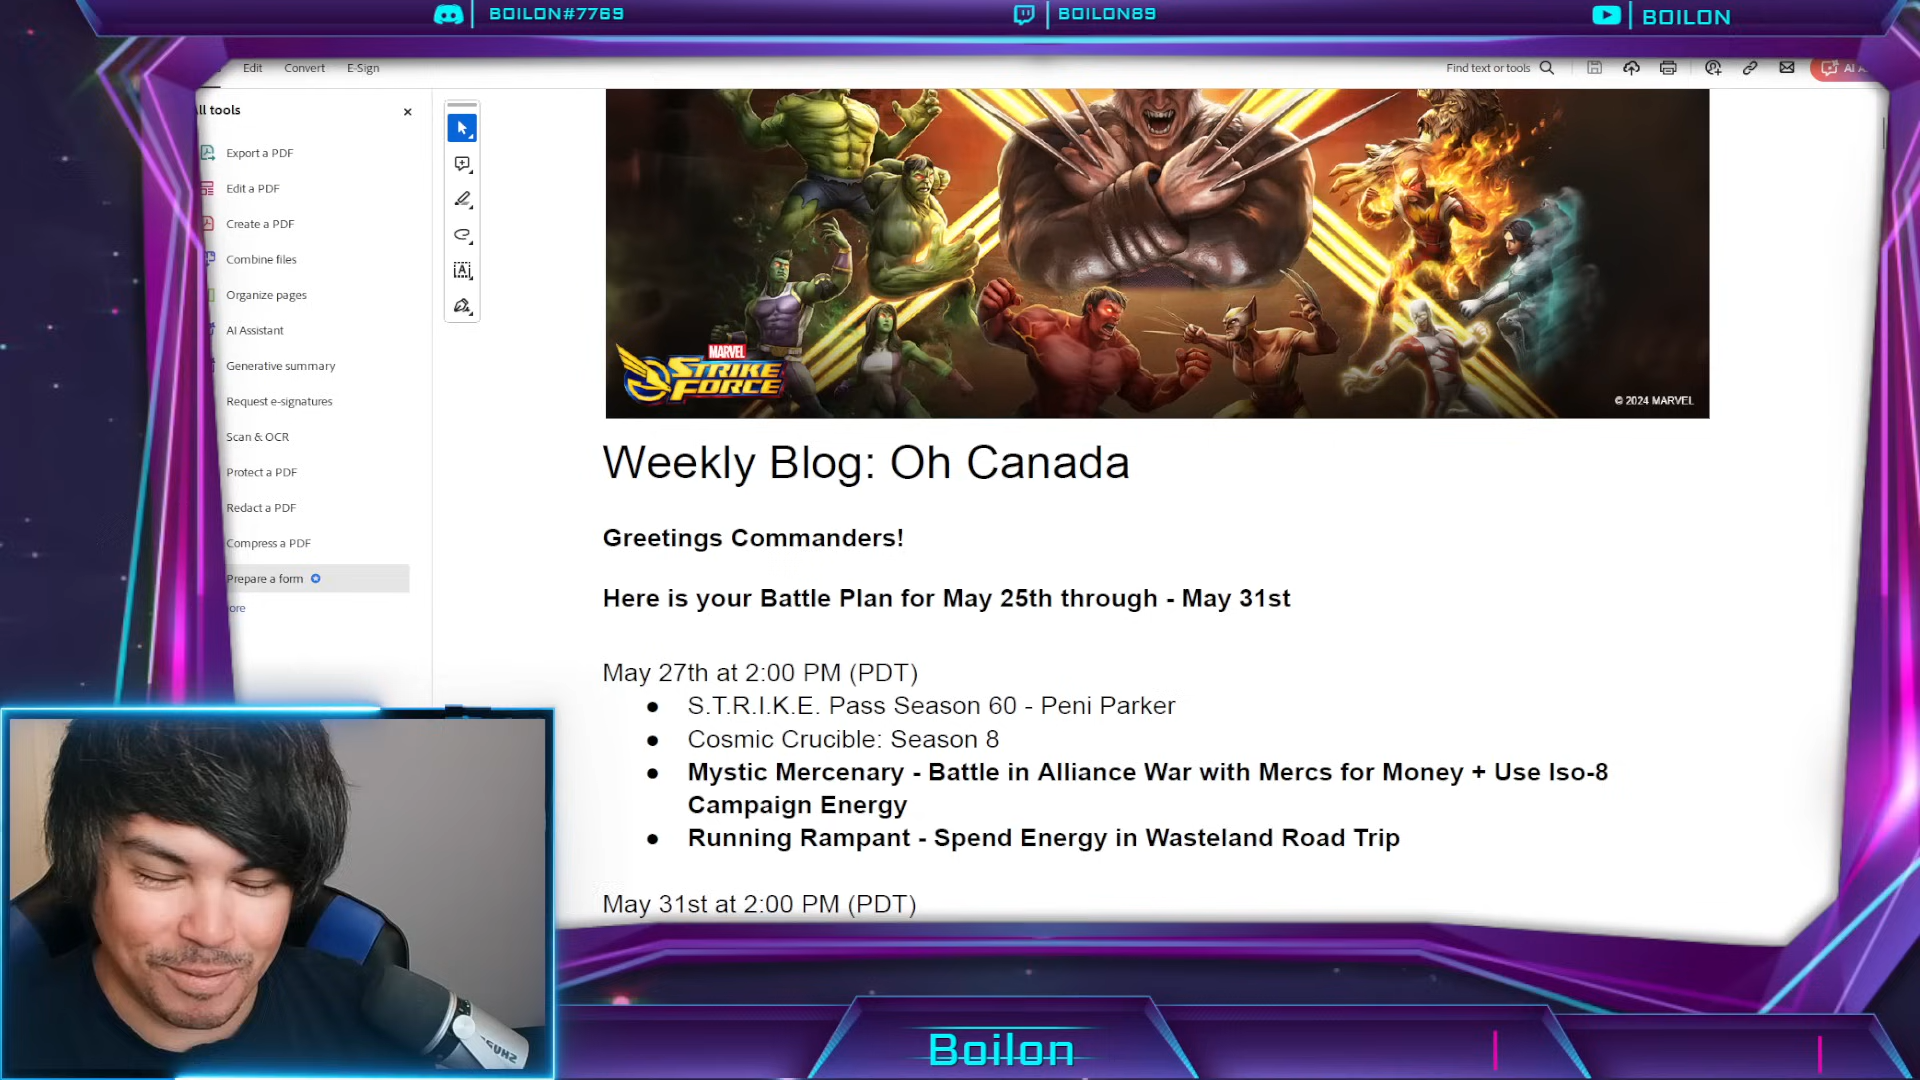 BOILON#7769
BOILON89
BOILON
Edit Convert E-Sign
Find text or tools
All tools
Export a PDF
Edit a PDF
Create a PDF
Combine files
Organize pages
AI Assistant
Generative summary
Request e-signatures
Scan & OCR
Protect a PDF
Redact a PDF
Compress a PDF
Prepare a form
MARVEL
STRIKE
FORCE
© 2024 MARVEL
Weekly Blog: Oh Canada
Greetings Commanders!
Here is your Battle Plan for May 25th through - May 31st
May 27th at 2:00 PM (PDT)
● S.T.R.I.K.E. Pass Season 60 - Peni Parker
● Cosmic Crucible: Season 8
● Mystic Mercenary - Battle in Alliance War with Mercs for Money + Use Iso-8
Campaign Energy
● Running Rampant - Spend Energy in Wasteland Road Trip
May 31st at 2:00 PM (PDT)
SHURE
Boilon